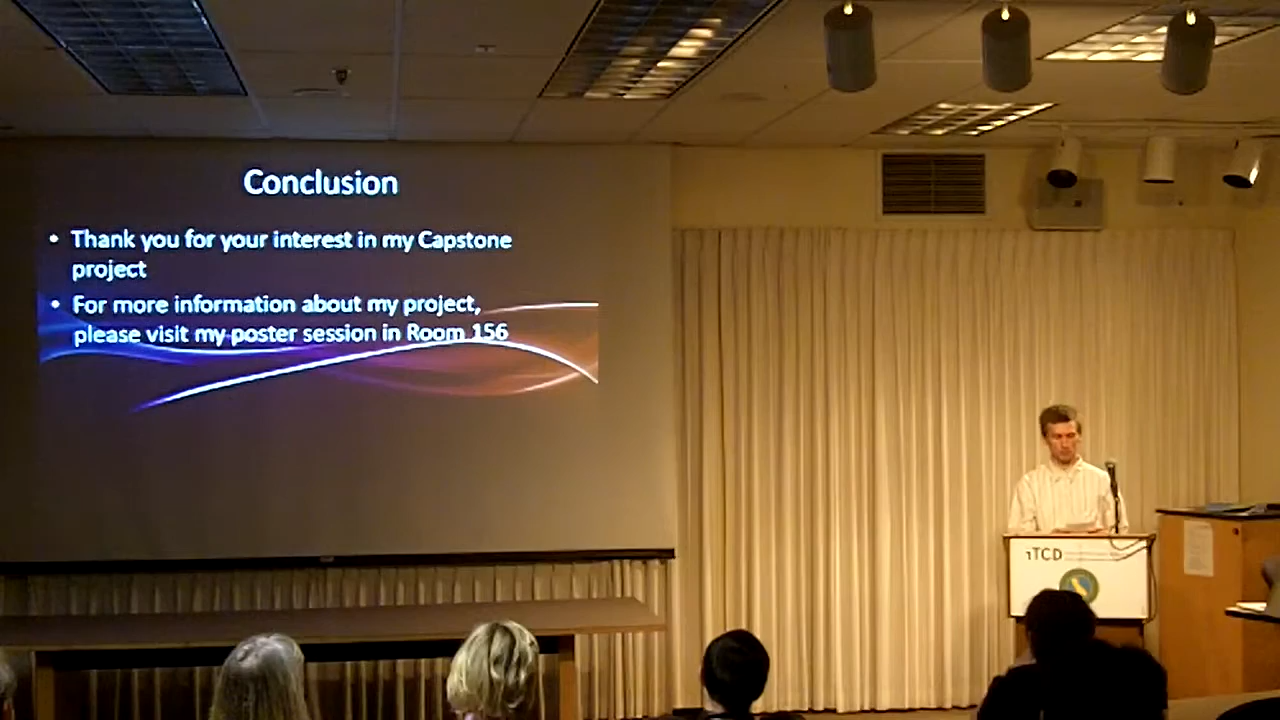 Conclusion
• Thank you for your interest in my Capstone
project
• For more information about my project,
please visit my poster session in Room 156
iTCD